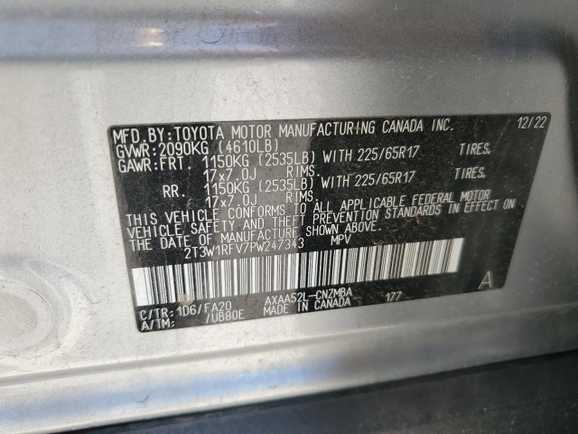 MFD.BY:TOYOTA MOTOR MANUFACTURING CANADA INC. 12/22
GVWR:2090KG (4610LB)
GAWR:FRT 1150KG (2535LB) WITH 225/65R17 TIRES.
17x7.0J RIMS.
RR. 1150KG (2535LB) WITH 225/65R17 TIRES.
17x7.0J RIMS.
THIS VEHICLE CONFORMS TO ALL APPLICABLE FEDERAL MOTOR
VEHICLE SAFETY AND THEFT PREVENTION STANDARDS IN EFFECT
ON THE DATE OF MANUFACTURE SHOWN ABOVE.
2T3W1RFV7PW247343 MPV
C/TR: 1D6/FA20 AXAA52L-CNZMBA 177 A
A/TM: /UB80E MADE IN CANADA